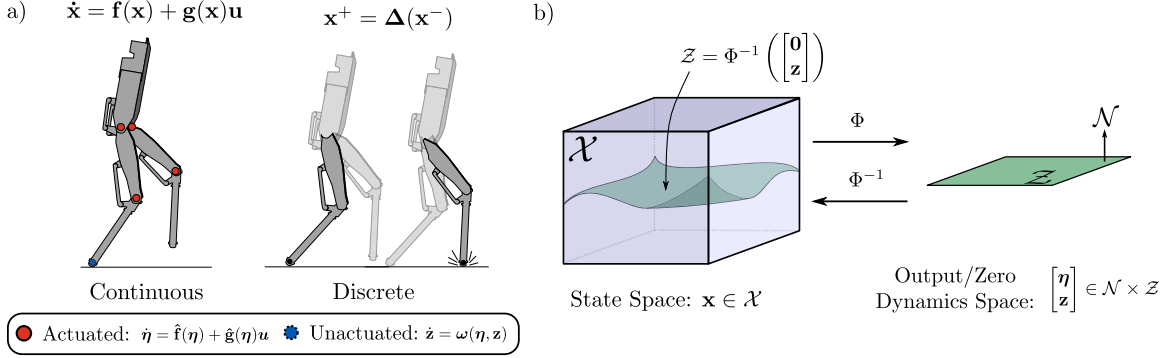 a)
ẋ = f(x) + g(x)u
x⁺ = Δ(x⁻)
Continuous
Discrete
Actuated: η̇ = f̂(η) + ĝ(η)u
Unactuated: ż = ω(η, z)
b)
𝒵 = Φ⁻¹ ([0 z])
𝒳
Φ
Φ⁻¹
𝒩
𝒵
State Space: x ∈ 𝒳
Output/Zero
Dynamics Space: [η z] ∈ 𝒩 × 𝒵